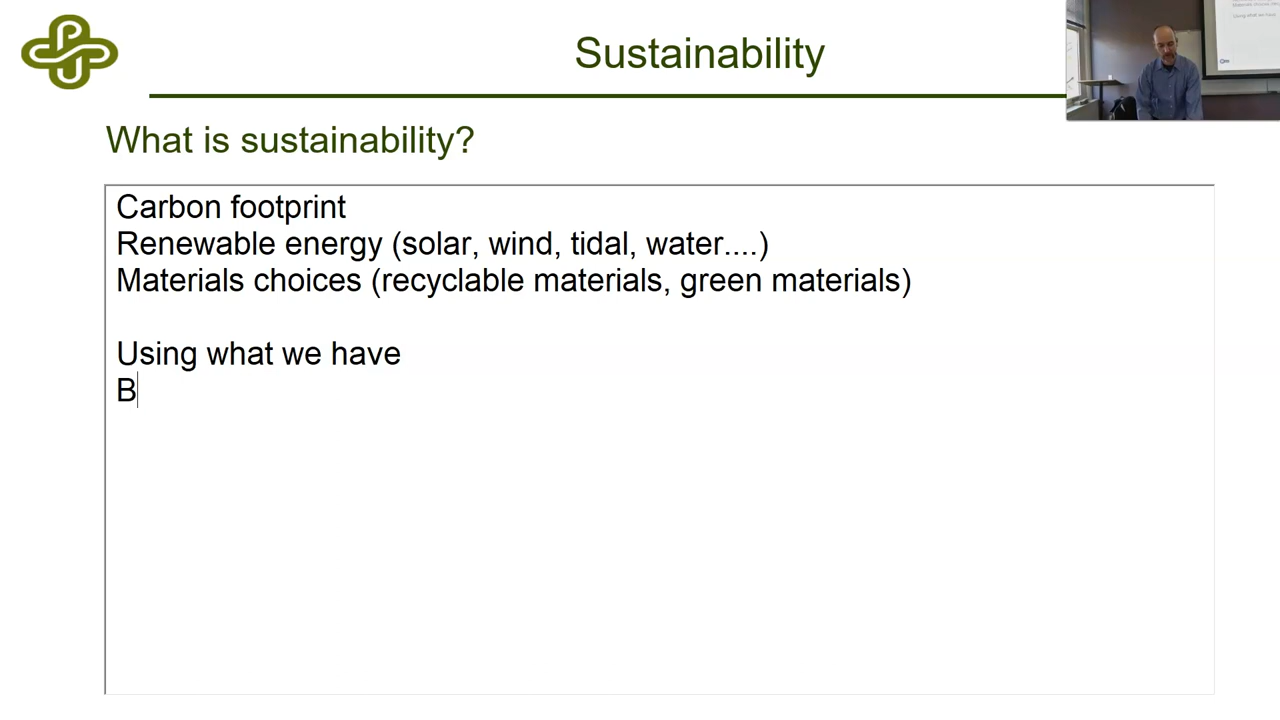 Sustainability
What is sustainability?
Carbon footprint
Renewable energy (solar, wind, tidal, water....)
Materials choices (recyclable materials, green materials)
Using what we have
B